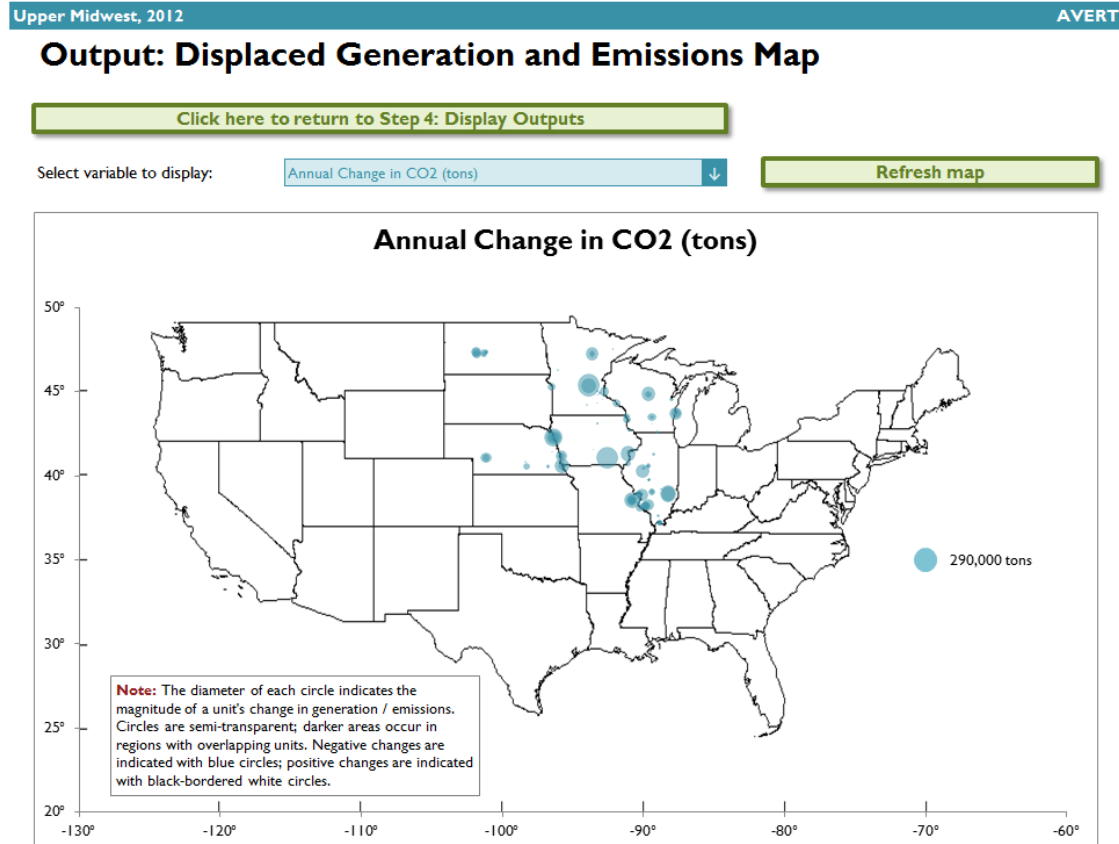 Upper Midwest, 2012 AVERT
Output: Displaced Generation and Emissions Map
Click here to return to Step 4: Display Outputs
Select variable to display: Annual Change in CO2 (tons) Refresh map
Annual Change in CO2 (tons)
50°
45°
40°
35°
290,000 tons
30°
Note: The diameter of each circle indicates the
magnitude of a unit's change in generation / emissions.
Circles are semi-transparent; darker areas occur in
regions with overlapping units. Negative changes are
indicated with blue circles; positive changes are indicated
with black-bordered white circles.
25°
20°
-130° -120° -110° -100° -90° -80° -70° -60°